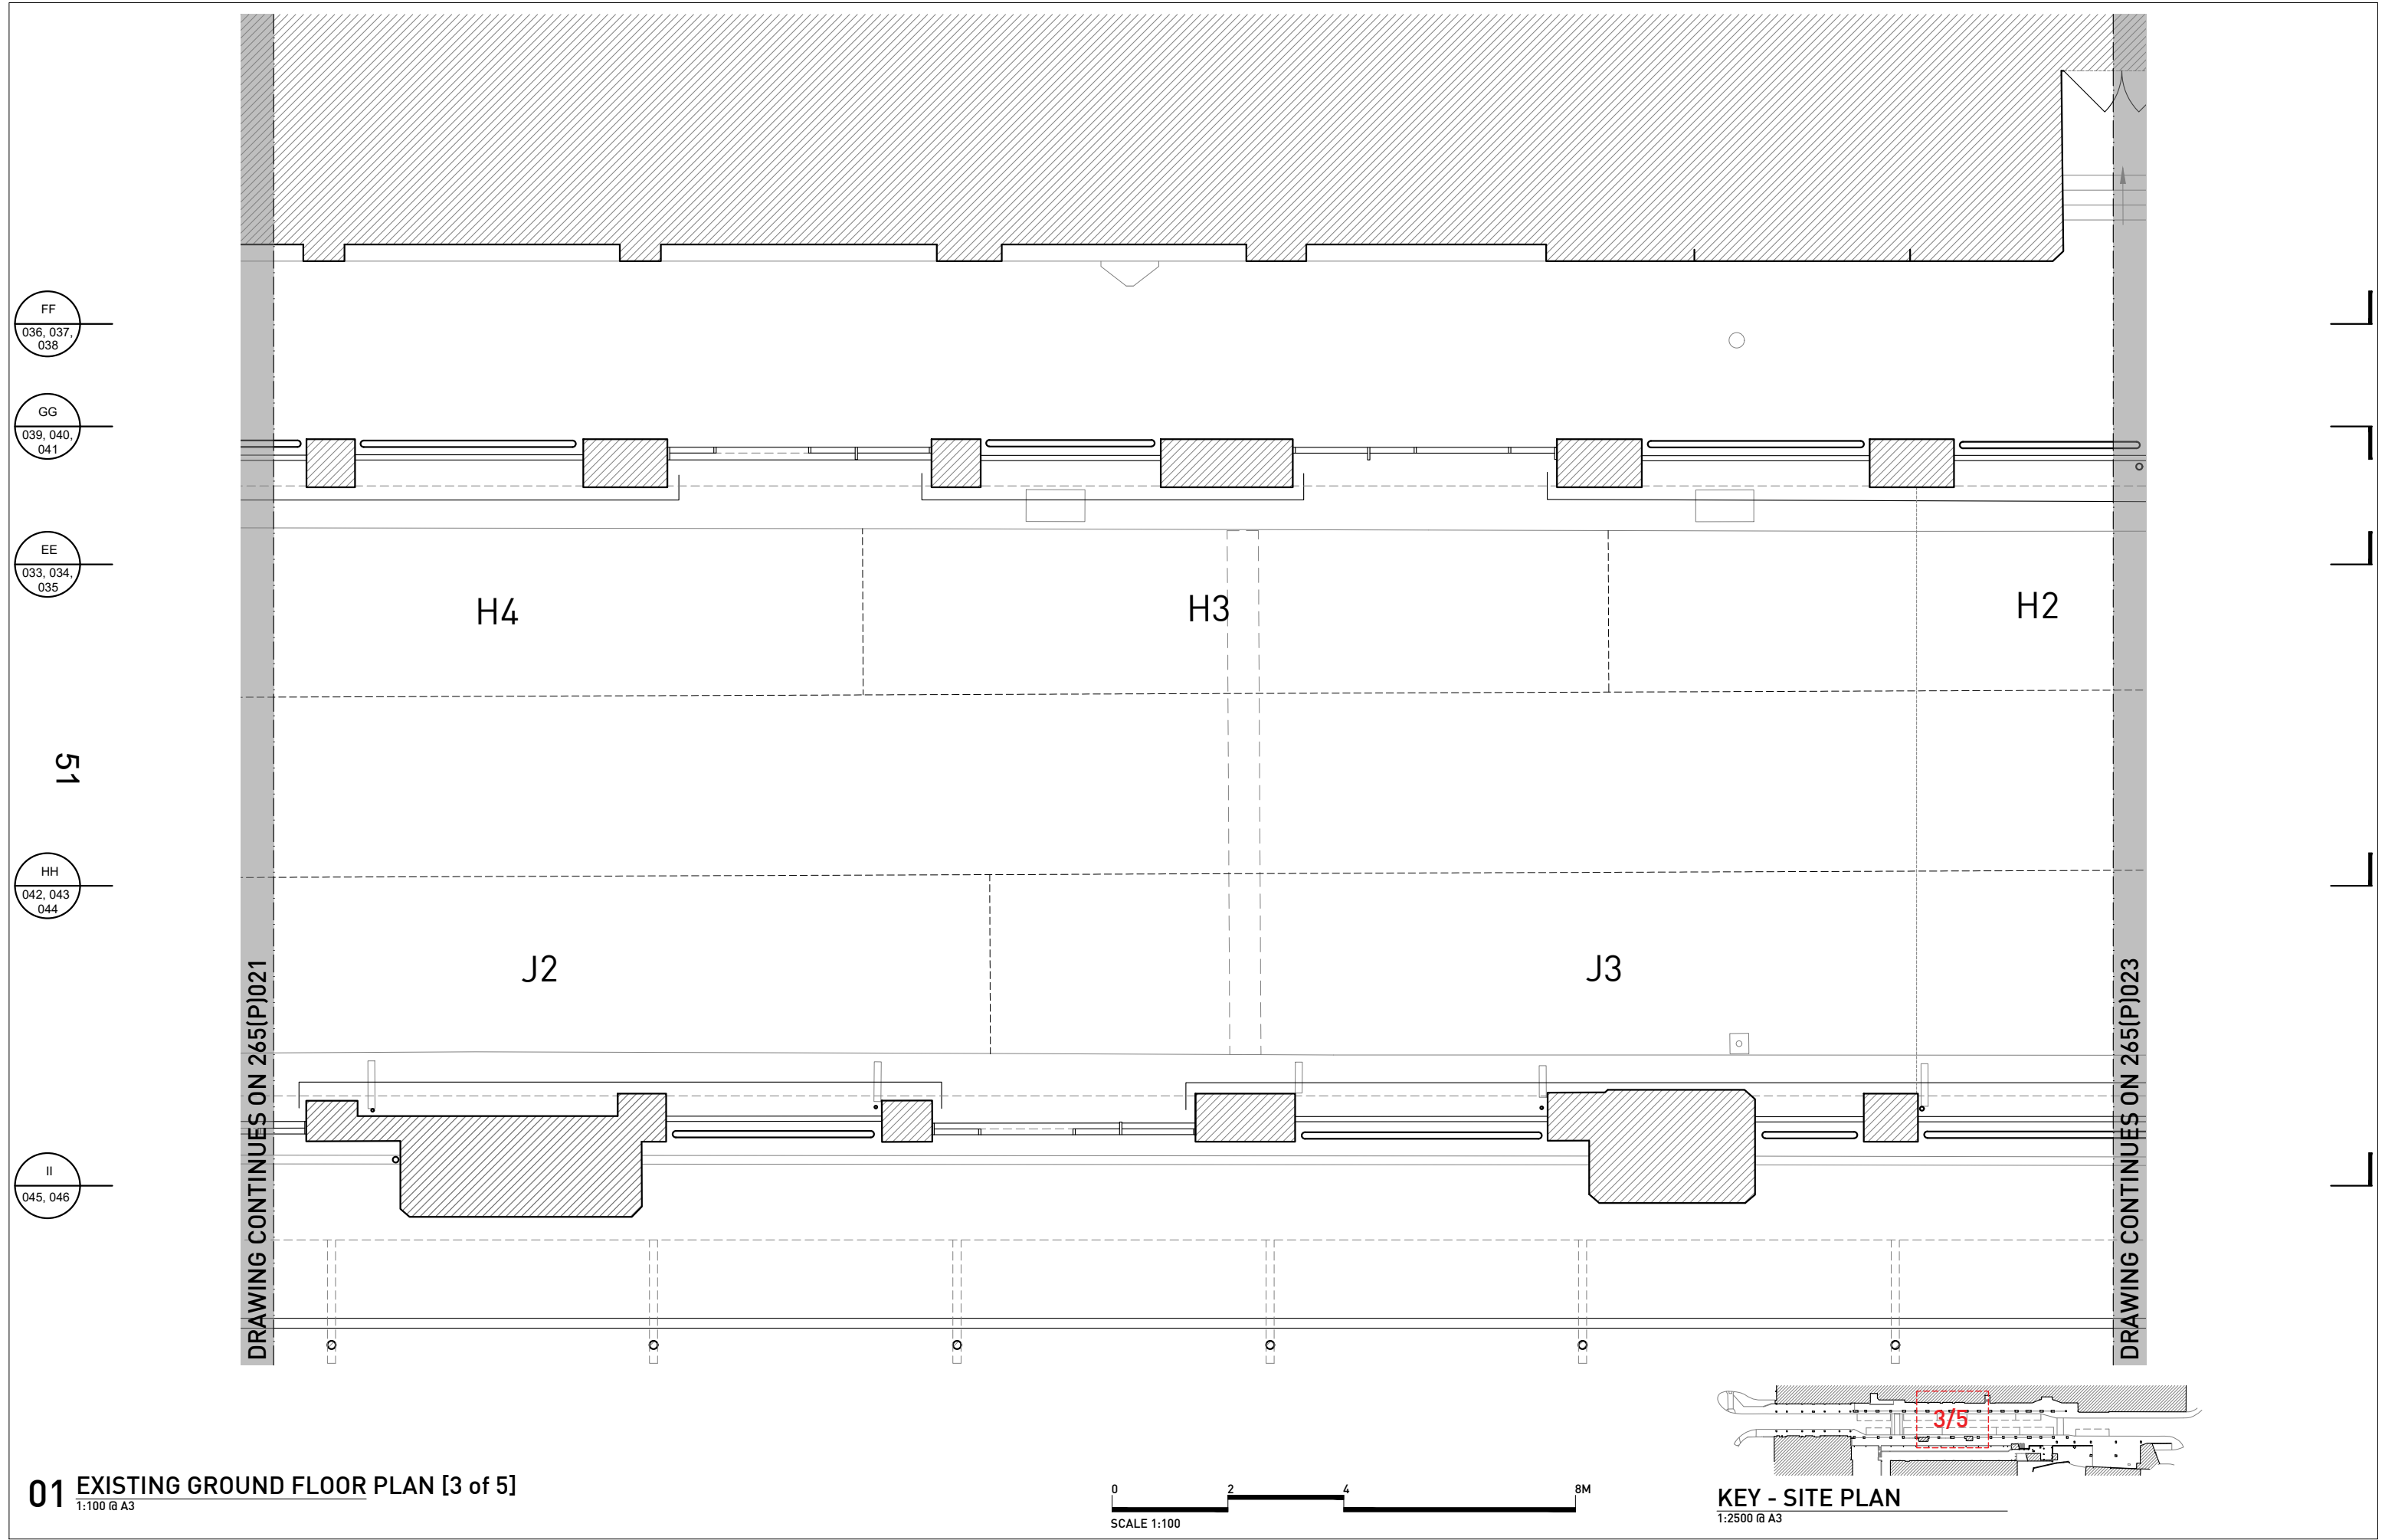 FF
036, 037,
038
GG
039, 040,
041
EE
033, 034,
035
H4
H3
H2
51
HH
042, 043
044
J2
J3
DRAWING CONTINUES ON 265(P)021
DRAWING CONTINUES ON 265(P)023
II
045, 046
3/5
01 EXISTING GROUND FLOOR PLAN [3 of 5]
1:100 @ A3
0 2 4 8M
SCALE 1:100
KEY - SITE PLAN
1:2500 @ A3